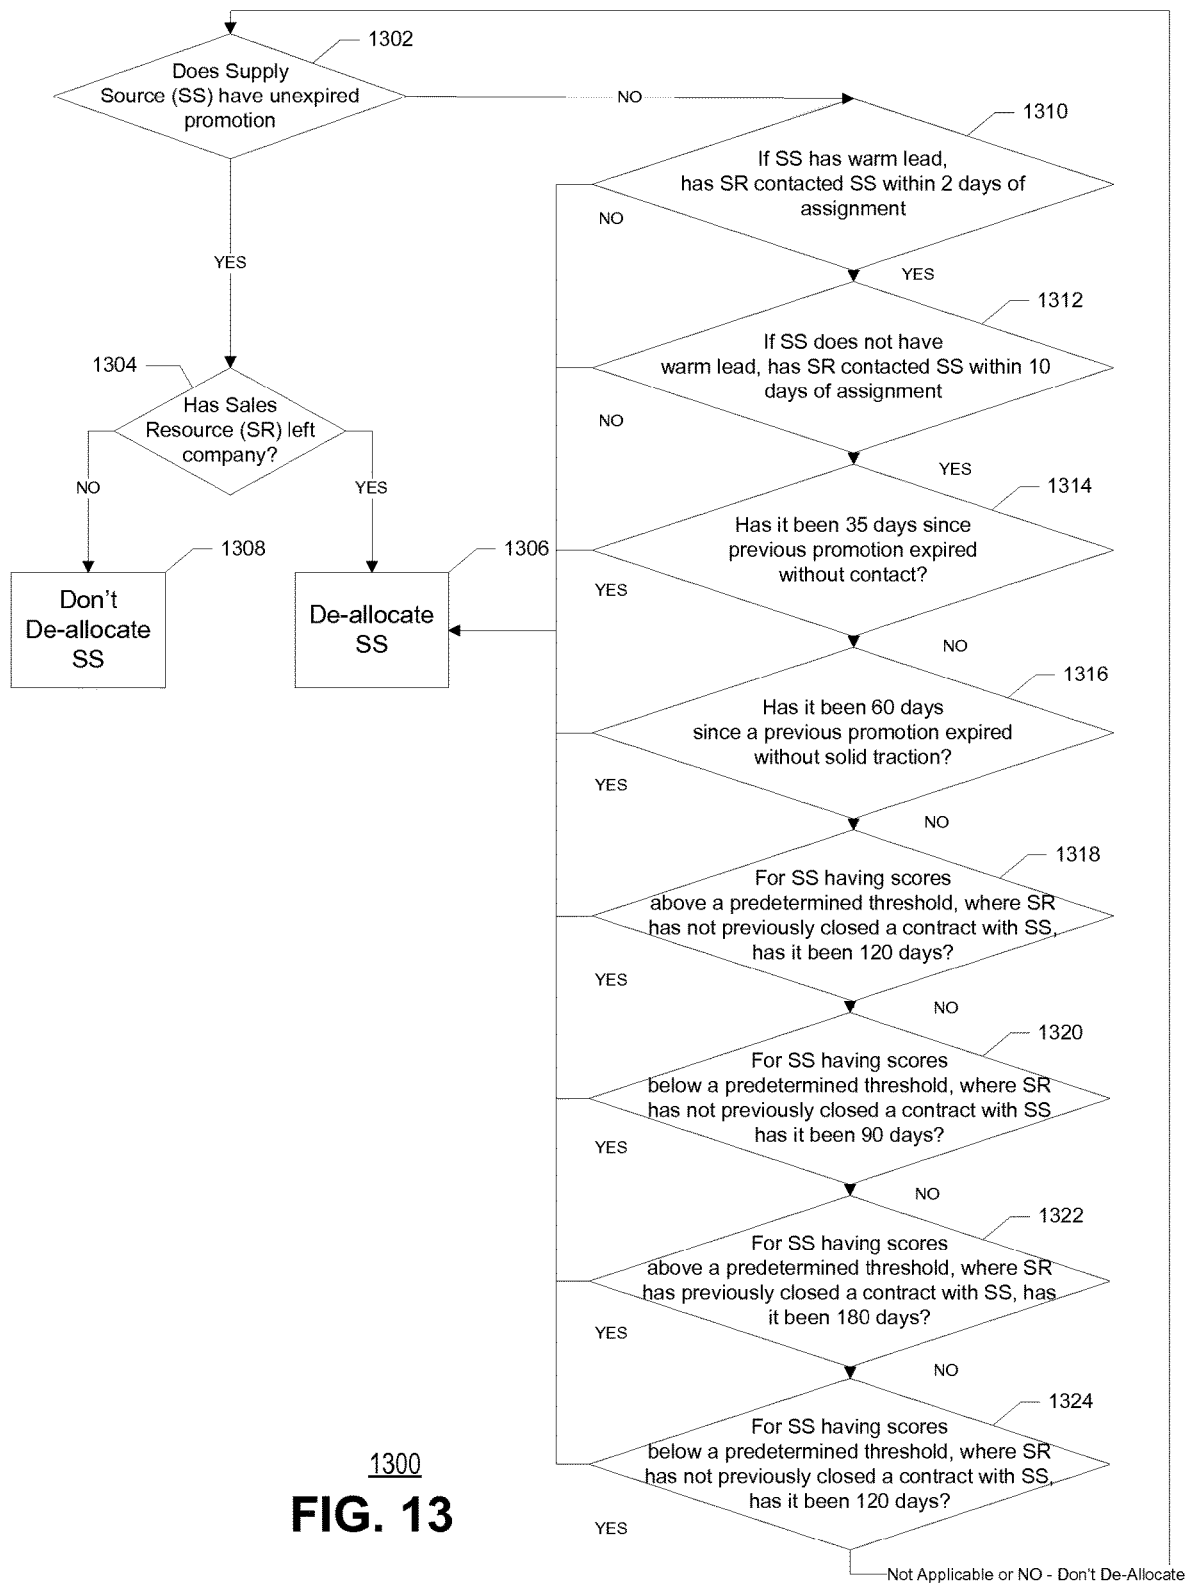 1302
Does Supply
Source (SS) have unexpired
promotion
NO
YES
1304
Has Sales
Resource (SR) left
company?
NO
YES
1308
Don't
De-allocate
SS
1306
De-allocate
SS
1310
If SS has warm lead,
has SR contacted SS within 2 days of
assignment
NO
YES
1312
If SS does not have
warm lead, has SR contacted SS within 10
days of assignment
NO
YES
1314
Has it been 35 days since
previous promotion expired
without contact?
YES
NO
1316
Has it been 60 days
since a previous promotion expired
without solid traction?
YES
NO
1318
For SS having scores
above a predetermined threshold, where SR
has not previously closed a contract with SS,
has it been 120 days?
YES
NO
1320
For SS having scores
below a predetermined threshold, where SR
has not previously closed a contract with SS
has it been 90 days?
YES
NO
1322
For SS having scores
above a predetermined threshold, where SR
has previously closed a contract with SS, has
it been 180 days?
YES
NO
1324
For SS having scores
below a predetermined threshold, where SR
has not previously closed a contract with SS,
has it been 120 days?
YES
Not Applicable or NO - Don't De-Allocate
1300
FIG. 13